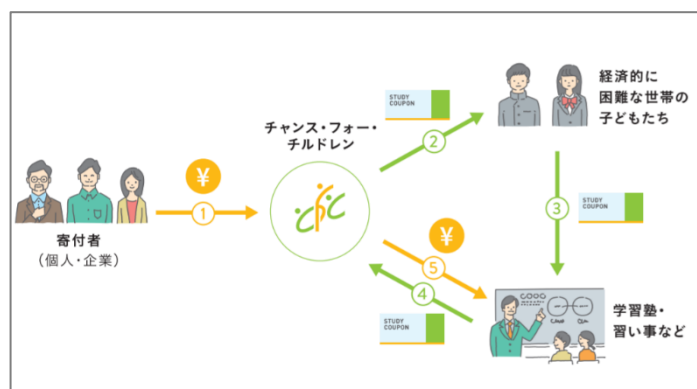 チャンス・フォー・
チルドレン
STUDY
COUPON
②
経済的に
困難な世帯の
子どもたち
¥
①
寄付者
（個人・企業）
cfc
③
STUDY
COUPON
¥
⑤
④
STUDY
COUPON
学習塾・
習い事など